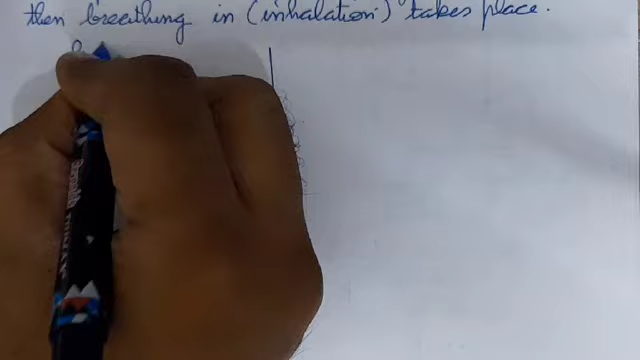 then breathing in (inhalation) takes place.